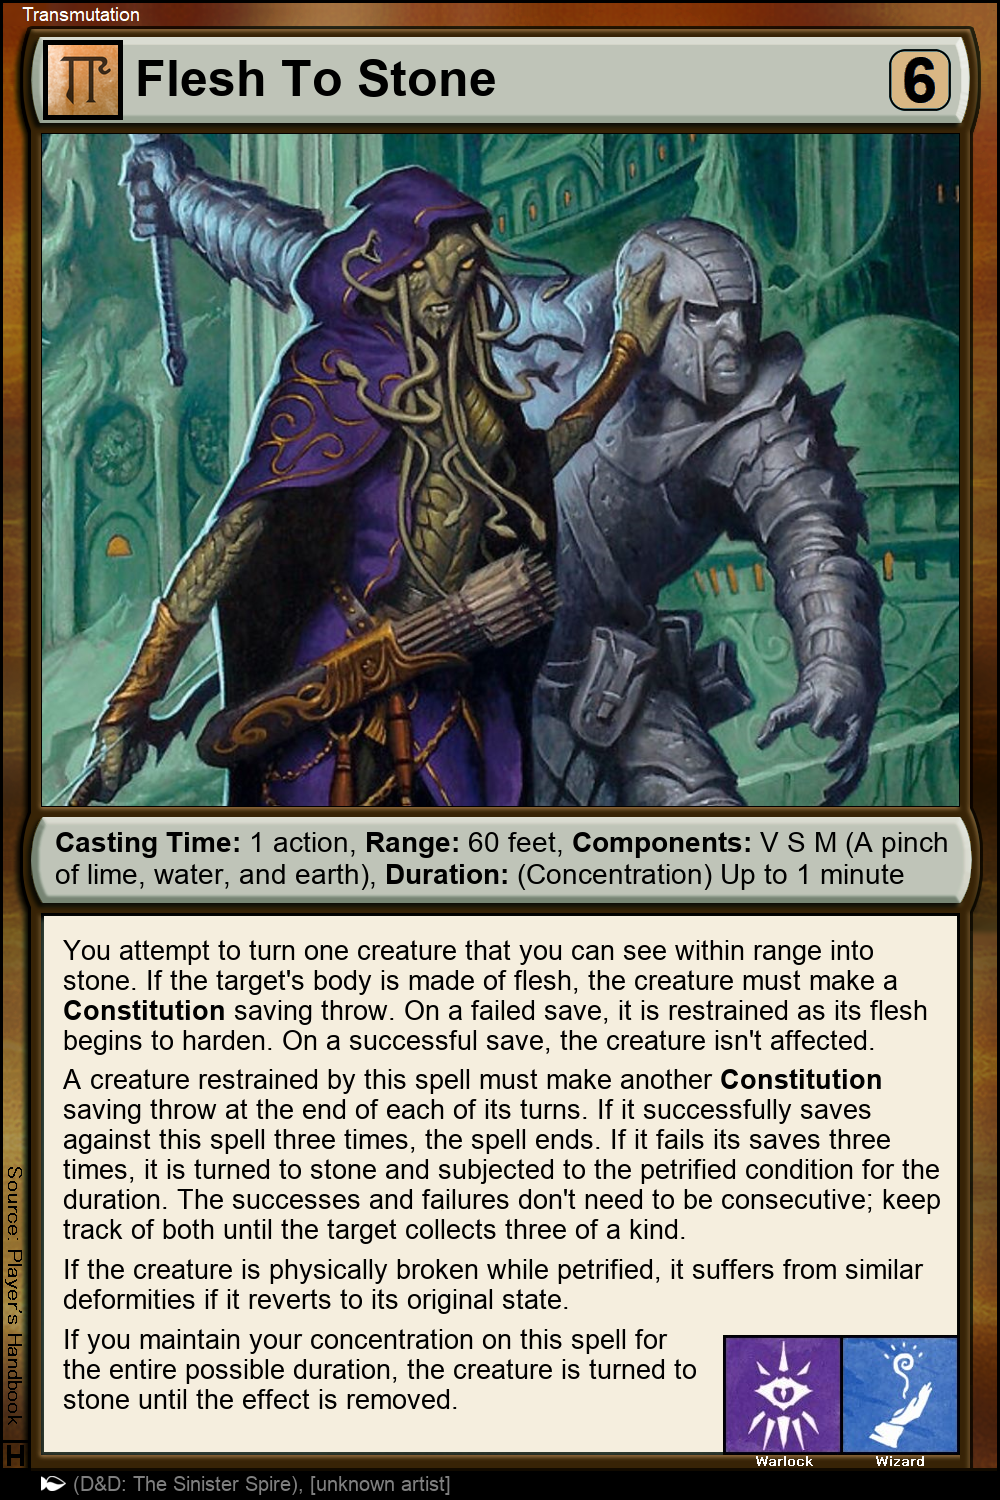 Transmutation
Flesh To Stone
6
Casting Time: 1 action, Range: 60 feet, Components: V S M (A pinch
of lime, water, and earth), Duration: (Concentration) Up to 1 minute
You attempt to turn one creature that you can see within range into
stone. If the target's body is made of flesh, the creature must make a
Constitution saving throw. On a failed save, it is restrained as its flesh
begins to harden. On a successful save, the creature isn't affected.
A creature restrained by this spell must make another Constitution
saving throw at the end of each of its turns. If it successfully saves
against this spell three times, the spell ends. If it fails its saves three
times, it is turned to stone and subjected to the petrified condition for the
duration. The successes and failures don't need to be consecutive; keep
track of both until the target collects three of a kind.
If the creature is physically broken while petrified, it suffers from similar
deformities if it reverts to its original state.
If you maintain your concentration on this spell for
the entire possible duration, the creature is turned to
stone until the effect is removed.
Source: Player's Handbook
H
Warlock
Wizard
(D&D: The Sinister Spire), [unknown artist]